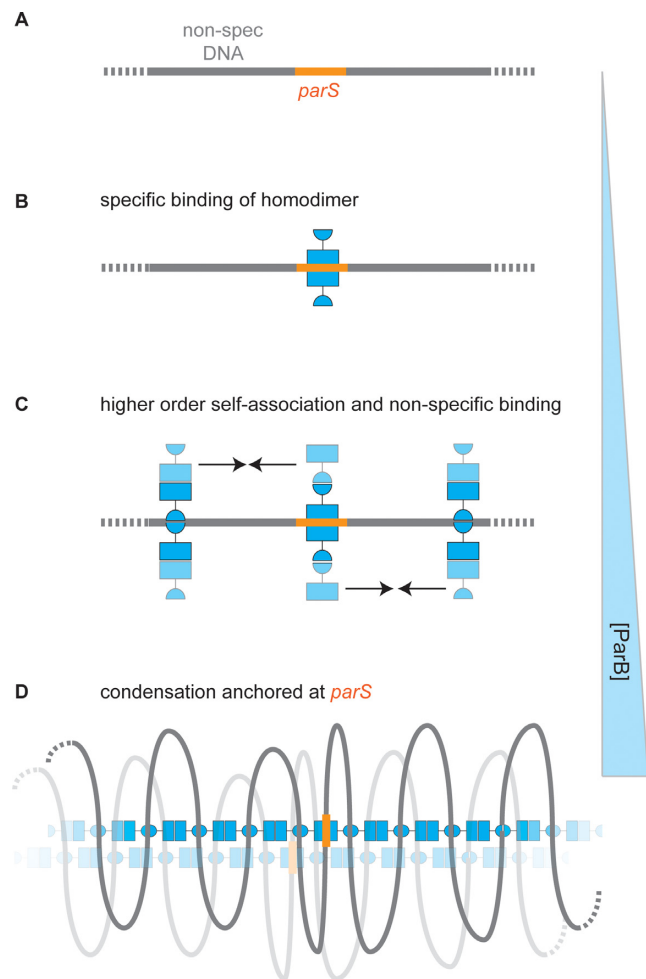 A
non-spec
DNA
parS
B specific binding of homodimer
C higher order self-association and non-specific binding
[ParB]
D condensation anchored at parS